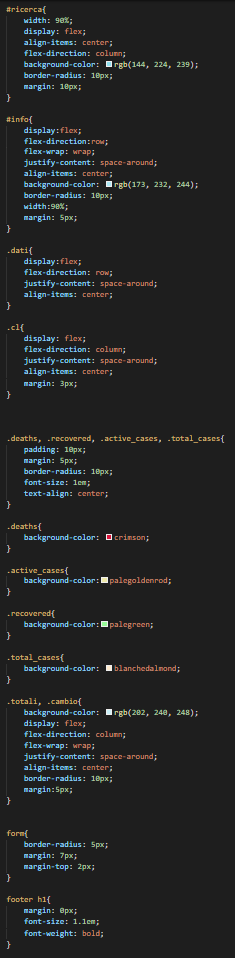 #ricerca{
    width: 90%;
    display: flex;
    align-items: center;
    flex-direction: column;
    background-color: rgb(144, 224, 239);
    border-radius: 10px;
    margin: 10px;
}

#info{
    display:flex;
    flex-direction:row;
    flex-wrap: wrap;
    justify-content: space-around;
    align-items: center;
    background-color: rgb(173, 232, 244);
    border-radius: 10px;
    width:90%;
    margin: 5px;
}

.dati{
    display:flex;
    flex-direction: row;
    justify-content: space-around;
    align-items: center;
}

.cl{
    display: flex;
    flex-direction: column;
    justify-content: space-around;
    align-items: center;
    margin: 3px;
}

.deaths, .recovered, .active_cases, .total_cases{
    padding: 10px;
    margin: 5px;
    border-radius: 10px;
    font-size: 1em;
    text-align: center;
}

.deaths{
    background-color: crimson;
}

.active_cases{
    background-color:palegoldenrod;
}

.recovered{
    background-color:palegreen;
}

.total_cases{
    background-color: blanchedalmond;
}

.totali, .cambio{
    background-color: rgb(202, 240, 248);
    display: flex;
    flex-direction: column;
    flex-wrap: wrap;
    justify-content: space-around;
    align-items: center;
    border-radius: 10px;
    margin:5px;
}

form{
    border-radius: 5px;
    margin: 7px;
    margin-top: 2px;
}

footer h1{
    margin: 0px;
    font-size: 1.1em;
    font-weight: bold;
}